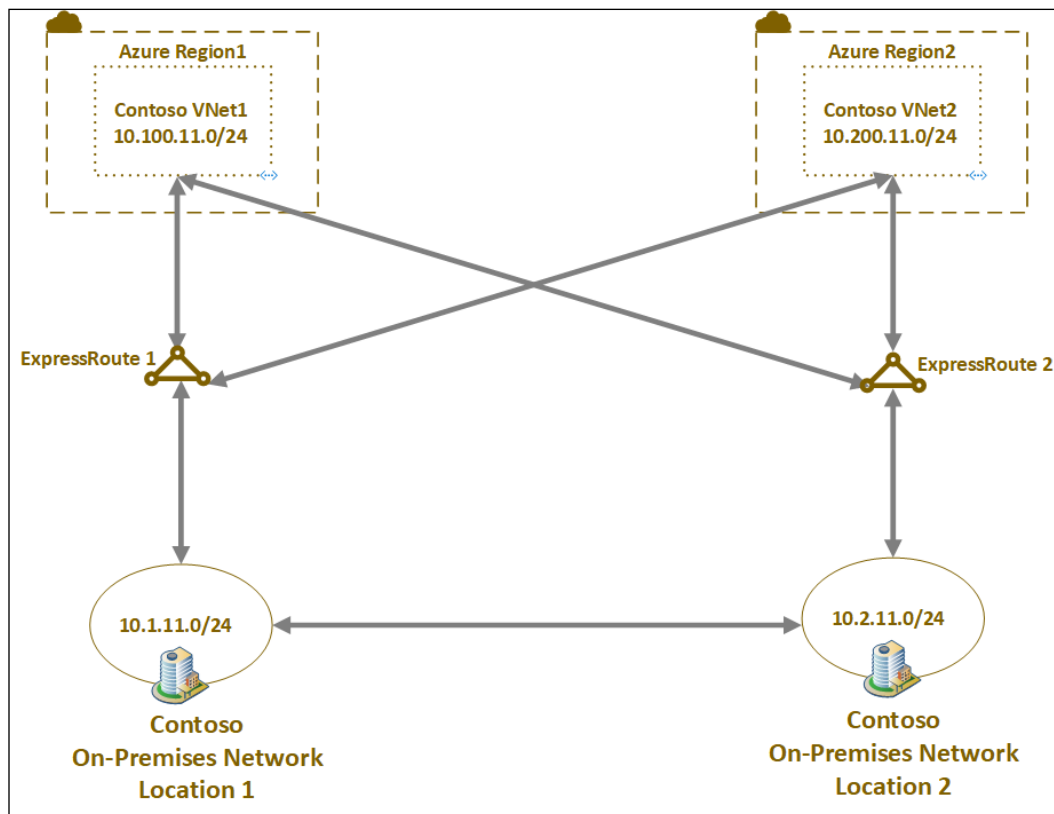 Azure Region1
Contoso VNet1
10.100.11.0/24
Azure Region2
Contoso VNet2
10.200.11.0/24
ExpressRoute 1
ExpressRoute 2
10.1.11.0/24
10.2.11.0/24
Contoso
On-Premises Network
Location 1
Contoso
On-Premises Network
Location 2